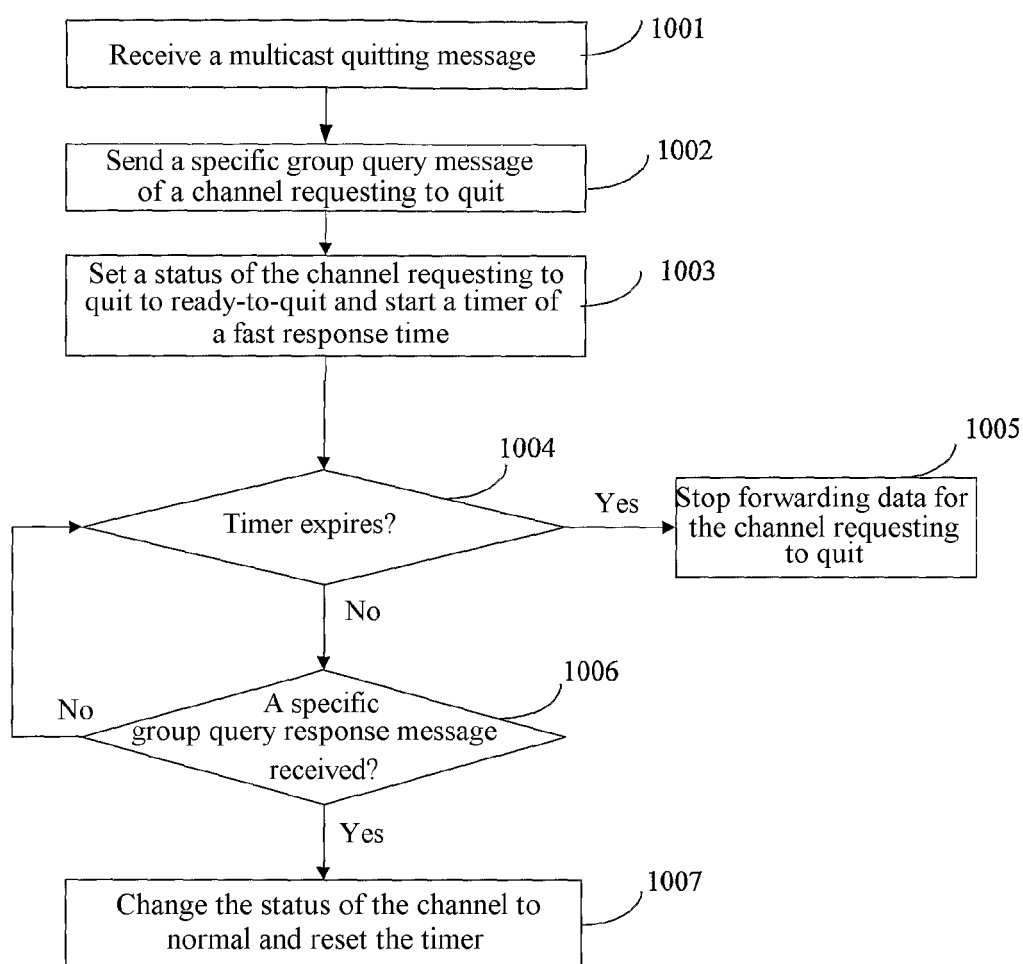 1001
Receive a multicast quitting message
1002
Send a specific group query message
of a channel requesting to quit
1003
Set a status of the channel requesting to
quit to ready-to-quit and start a timer of
a fast response time
1004
1005
Timer expires?
Yes
Stop forwarding data for
the channel requesting
to quit
No
1006
No
A specific
group query response message
received?
Yes
1007
Change the status of the channel to
normal and reset the timer